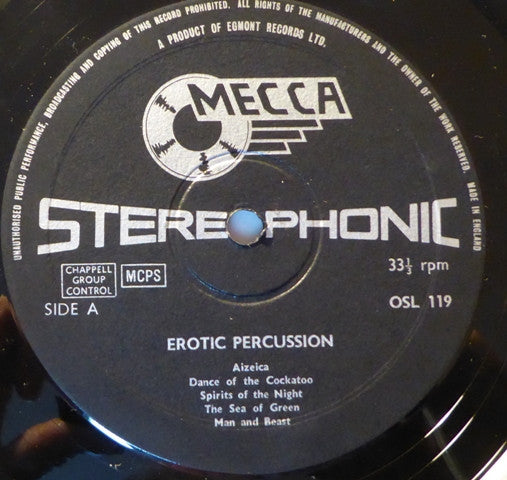 UNAUTHORISED PUBLIC PERFORMANCE, BROADCASTING AND COPYING OF THIS RECORD PROHIBITED. ALL RIGHTS OF THE MANUFACTURERS AND THE OWNER OF THE WORK RESERVED. MADE IN ENGLAND
A PRODUCT OF EGMONT RECORDS LTD.
MECCA
STEREOPHONIC
CHAPPELL
GROUP
CONTROL
MCPS
33⅓ rpm
SIDE A
OSL 119
EROTIC PERCUSSION
Aizeica
Dance of the Cockatoo
Spirits of the Night
The Sea of Green
Man and Beast